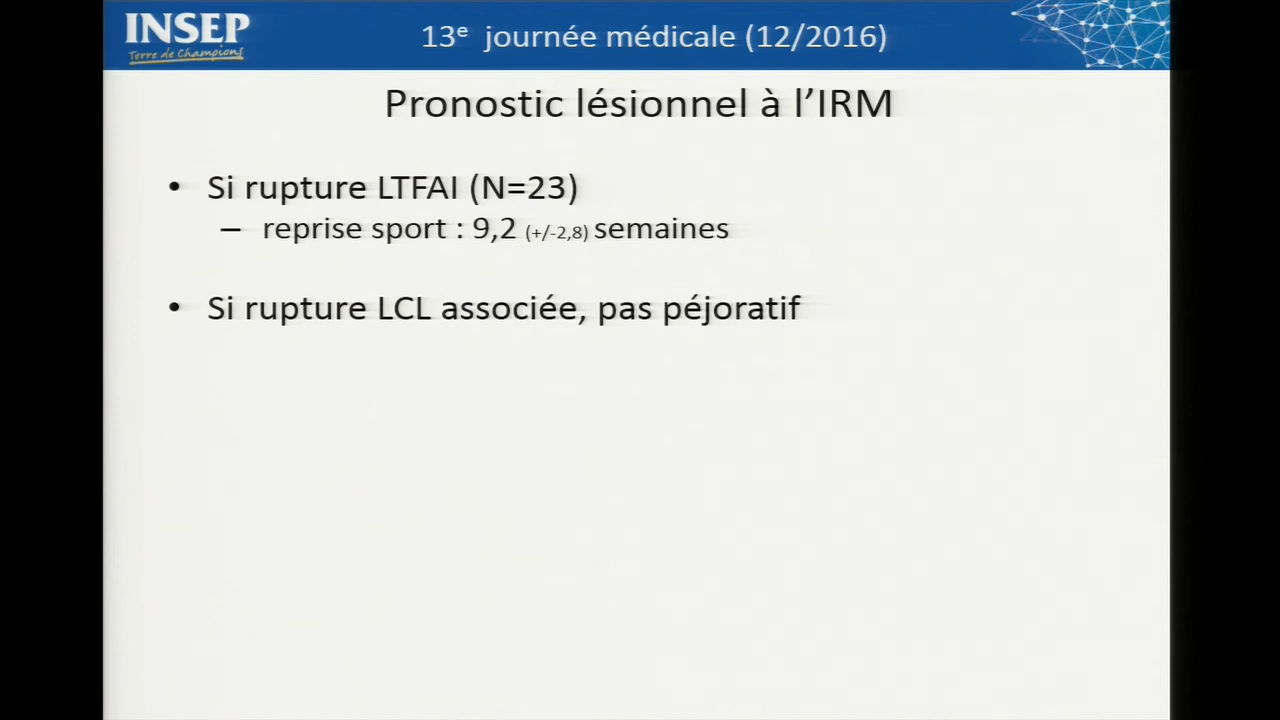 INSEP
Terre de Champions
13e journée médicale (12/2016)
Pronostic lésionnel à l’IRM
• Si rupture LTFAI (N=23)
– reprise sport : 9,2 (+/-2,8) semaines
• Si rupture LCL associée, pas péjoratif